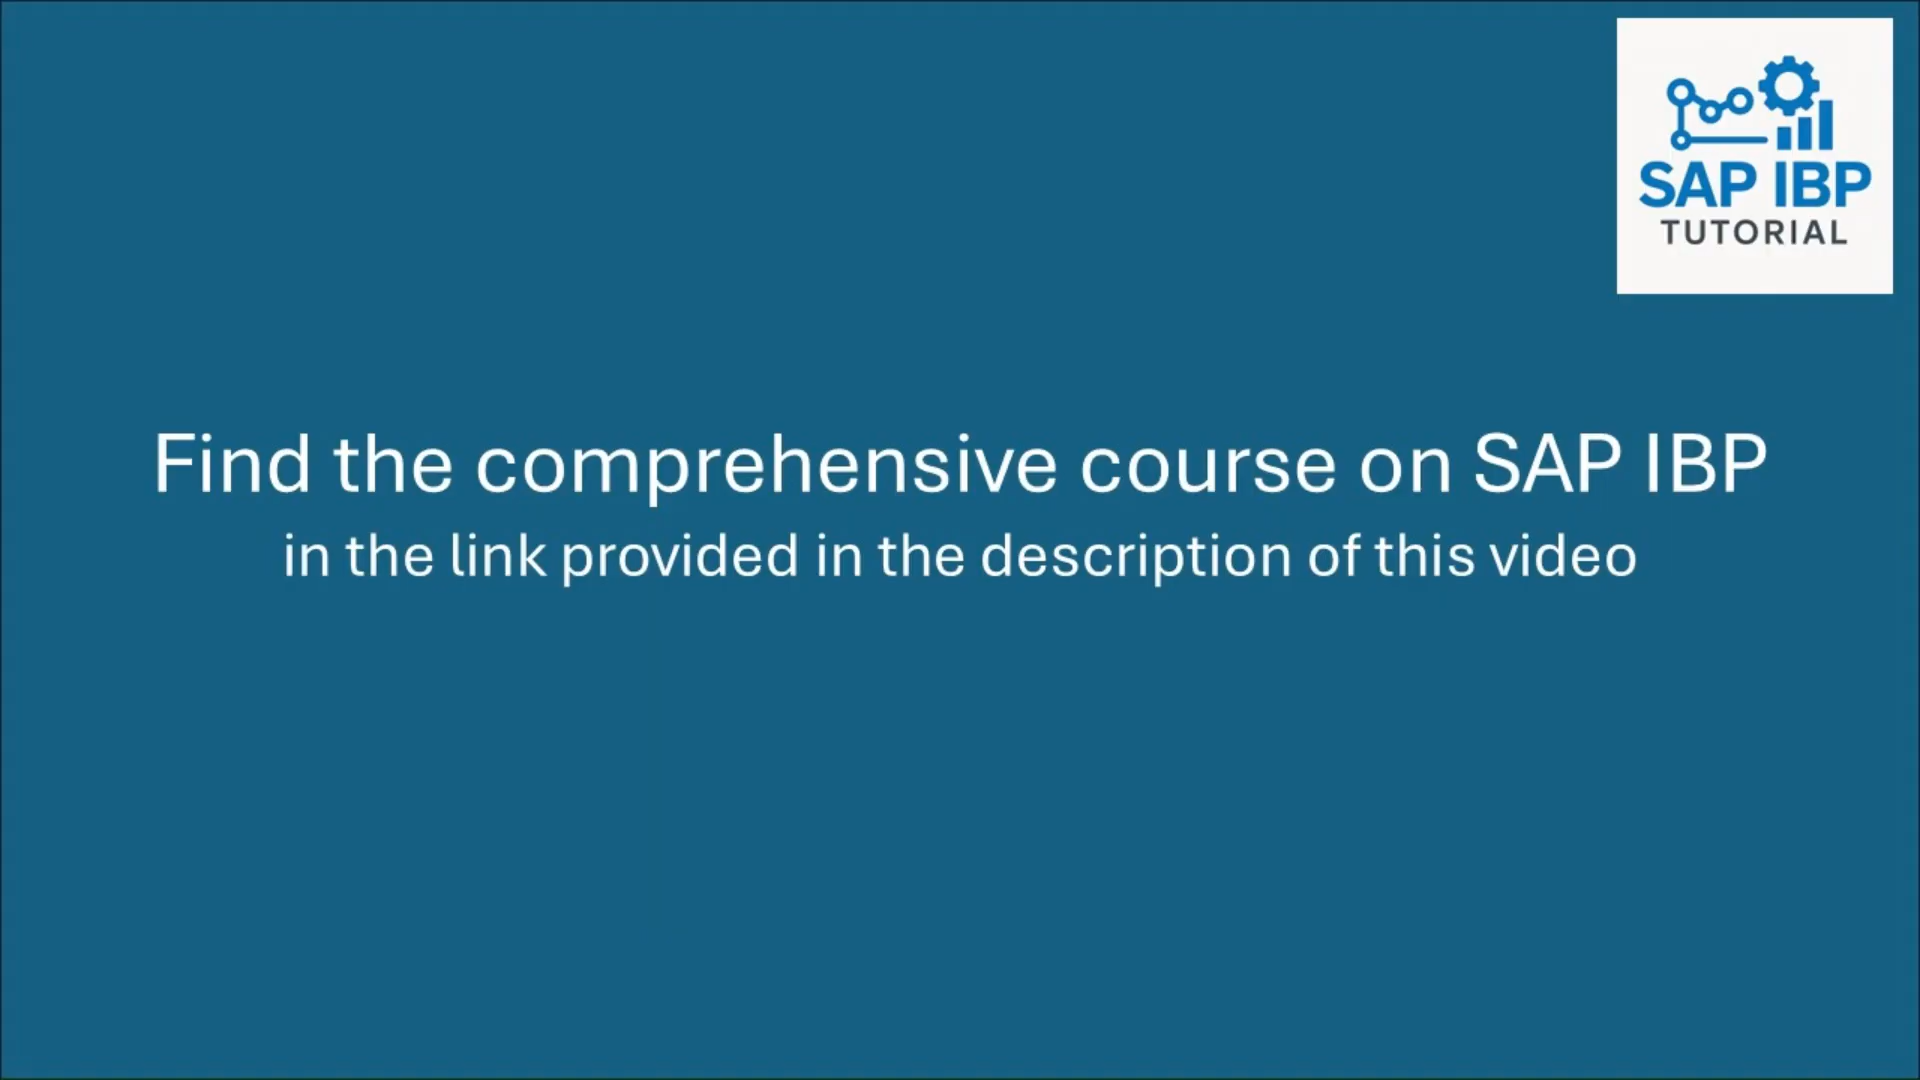 SAP IBP
TUTORIAL
Find the comprehensive course on SAP IBP
in the link provided in the description of this video